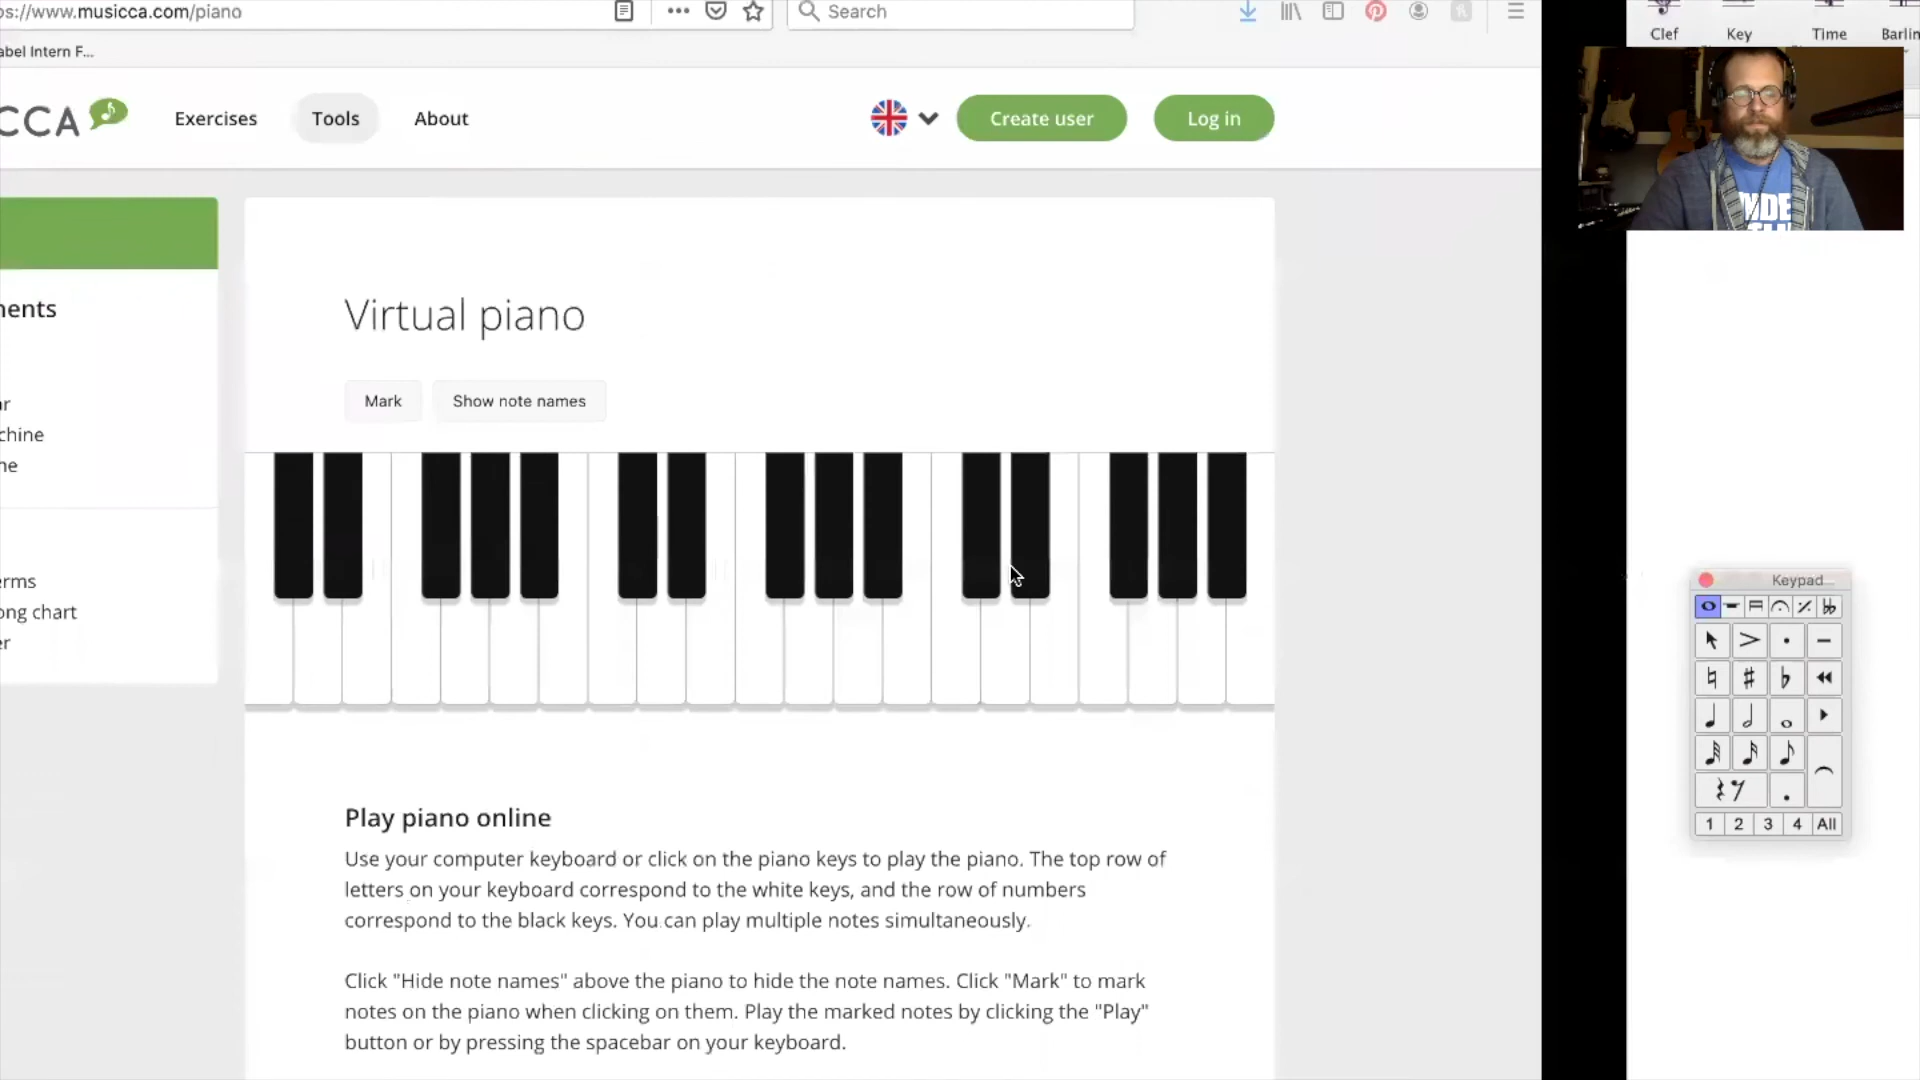 ps://www.musicca.com/piano
Search
abel Intern F...
Clef Key Time Barlin
CCA
Exercises
Tools
About
Create user
Log in
nents
Virtual piano
Mark
Show note names
ar
chine
ne
erms
ong chart
er
Play piano online
Use your computer keyboard or click on the piano keys to play the piano. The top row of
letters on your keyboard correspond to the white keys, and the row of numbers
correspond to the black keys. You can play multiple notes simultaneously.
Click "Hide note names" above the piano to hide the note names. Click "Mark" to mark
notes on the piano when clicking on them. Play the marked notes by clicking the "Play"
button or by pressing the spacebar on your keyboard.
Keypad
1 2 3 4 All